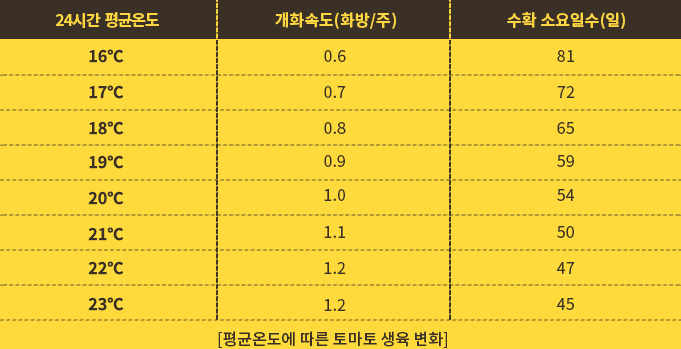 24시간 평균온도 개화속도(화방/주) 수확 소요일수(일)
16℃ 0.6 81
17℃ 0.7 72
18℃ 0.8 65
19℃ 0.9 59
20℃ 1.0 54
21℃ 1.1 50
22℃ 1.2 47
23℃ 1.2 45
[평균온도에 따른 토마토 생육 변화]